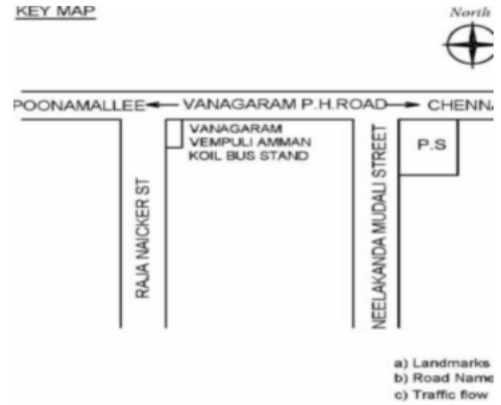 KEY MAP
North
POONAMALLEE VANAGARAM P.H.ROAD CHENNA
VANAGARAM
VEMPULI AMMAN
KOIL BUS STAND
P.S
RAJA NAICKER ST
NEELAKANDA MUDALI STREET
a) Landmarks
b) Road Name
c) Traffic flow